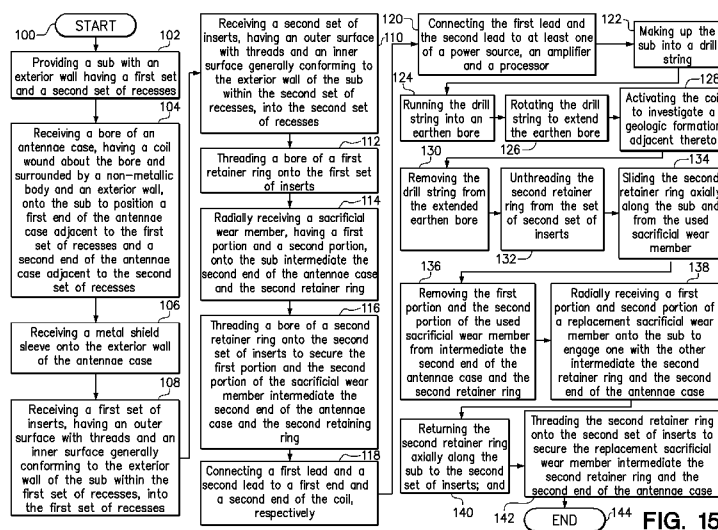 100
START
102
Providing a sub with an
exterior wall having a first set
and a second set of recesses
104
Receiving a bore of an
antennae case, having a coil
wound about the bore and
surrounded by a non-metallic
body and an exterior wall,
onto the sub to position a
first end of the antennae
case adjacent to the first
set of recesses and a
second end of the antennae
case adjacent to the second
set of recesses
106
Receiving a metal shield
sleeve onto the exterior wall
of the antennae case
108
Receiving a first set of
inserts, having an outer
surface with threads and an
inner surface generally
conforming to the exterior
wall of the sub within the
first set of recesses, into
the first set of recesses
Receiving a second set of
inserts, having an outer surface
with threads and an inner
surface generally conforming to
the exterior wall of the sub
within the second set of
recesses, into the second set
of recesses
110
112
Threading a bore of a first
retainer ring onto the first set
of inserts
114
Radially receiving a sacrificial
wear member, having a first
portion and a second portion,
onto the sub intermediate the
second end of the antennae case
and the second retainer ring
116
Threading a bore of a second
retainer ring onto the second
set of inserts to secure the
first portion and the second
portion of the sacrificial wear
member intermediate the
second end of the antennae
case and the second retaining
ring
118
Connecting a first lead and a
second lead to a first end and
a second end of the coil,
respectively
120
Connecting the first lead and
the second lead to at least
one of a power source, an
amplifier and a processor
122
Making up the
sub into a drill
string
124
Running the drill
string into an
earthen bore
Rotating the drill
string to extend
the earthen bore
126
128
Activating the coil
to investigate a
geologic formation
adjacent thereto
130
Removing the
drill string from
the extended
earthen bore
Unthreading the
second retainer
ring from the set
of second set of
inserts
132
134
Sliding the second
retainer ring axially
along the sub and
from the used
sacrificial wear
member
136
Removing the first
portion and the second
portion of the used
sacrificial wear member
from intermediate the
second end of the
antennae case and the
second retainer ring
138
Radially receiving a first
portion and second portion of
a replacement sacrificial wear
member onto the sub to
engage one with the other
intermediate the second
retainer ring and the second
end of the antennae case
Returning the
second retainer ring
axially along the
sub to the second
set of inserts; and
140
Threading the second retainer ring
onto the second set of inserts to
secure the replacement sacrificial
wear member intermediate the
second retainer ring and the
second end of the antennae case
142
END
144
FIG. 15